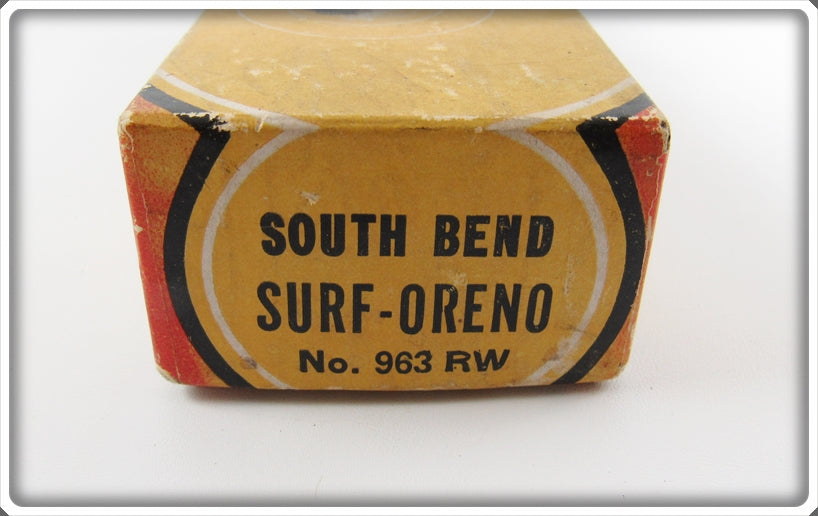 SOUTH BEND
SURF-ORENO
No. 963 RW